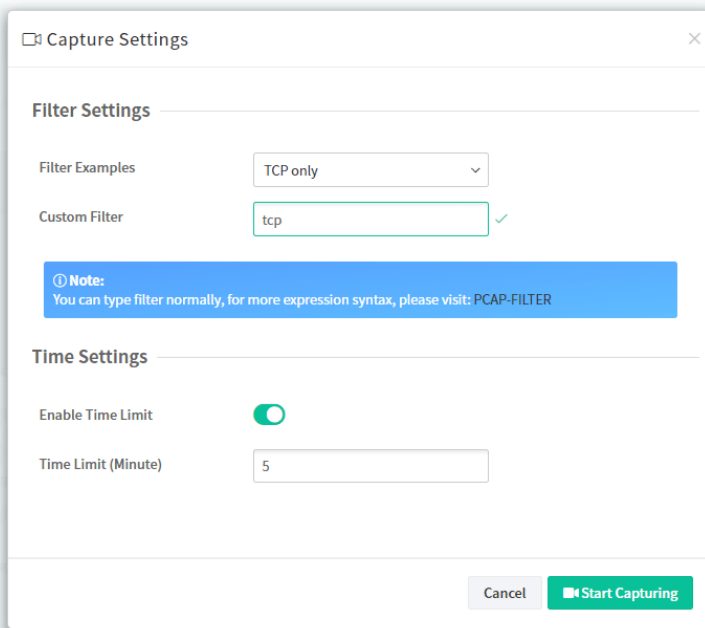 Capture Settings
Filter Settings
Filter Examples
TCP only
Custom Filter
tcp
Note:
You can type filter normally, for more expression syntax, please visit: PCAP-FILTER
Time Settings
Enable Time Limit
Time Limit (Minute)
5
Cancel
Start Capturing